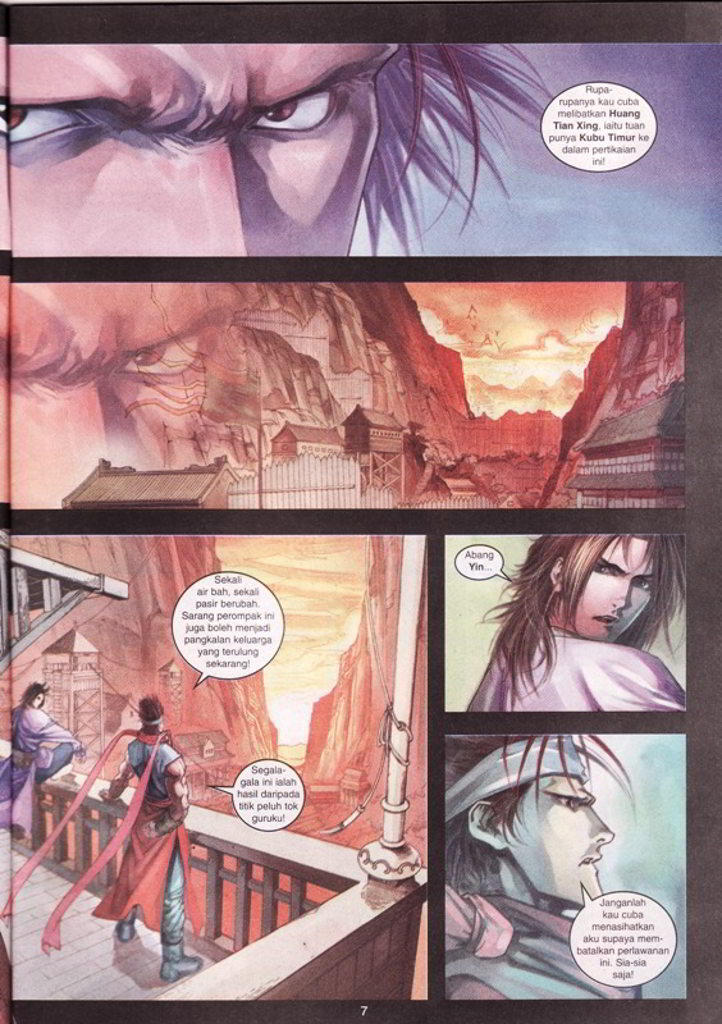 Rupa-
rupanya kau cuba
melibatkan Huang
Tian Xing, iaitu tuan
punya Kubu Timur ke
dalam pertikaian
ini!
Sekali
air bah, sekali
pasir berubah.
Sarang perompak ini
juga boleh menjadi
pangkalan keluarga
yang terulung
sekarang!
Segala-
gala ini ialah
hasil daripada
titik peluh tok
guruku!
Abang
Yin...
Janganlah
kau cuba
menasihatkan
aku supaya mem-
batalkan perlawanan
ini. Sia-sia
saja!
7